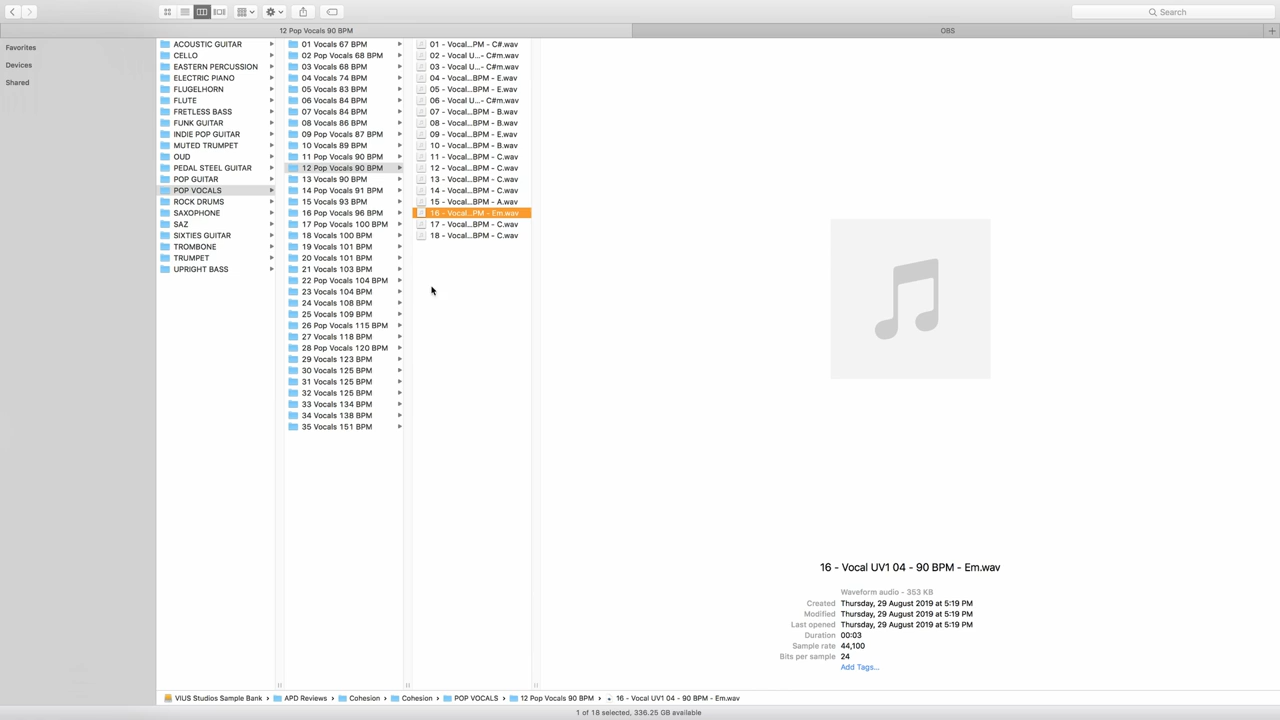 Search
12 Pop Vocals 90 BPM
OBS
Favorites
Devices
Shared
ACOUSTIC GUITAR
CELLO
EASTERN PERCUSSION
ELECTRIC PIANO
FLUGELHORN
FLUTE
FRETLESS BASS
FUNK GUITAR
INDIE POP GUITAR
MUTED TRUMPET
OUD
PEDAL STEEL GUITAR
POP GUITAR
POP VOCALS
ROCK DRUMS
SAXOPHONE
SAZ
SIXTIES GUITAR
TROMBONE
TRUMPET
UPRIGHT BASS
01 Vocals 67 BPM
02 Pop Vocals 68 BPM
03 Vocals 68 BPM
04 Vocals 74 BPM
05 Vocals 83 BPM
06 Vocals 84 BPM
07 Vocals 84 BPM
08 Vocals 86 BPM
09 Pop Vocals 87 BPM
10 Vocals 89 BPM
11 Pop Vocals 90 BPM
12 Pop Vocals 90 BPM
13 Vocals 90 BPM
14 Pop Vocals 91 BPM
15 Vocals 93 BPM
16 Pop Vocals 96 BPM
17 Pop Vocals 100 BPM
18 Vocals 100 BPM
19 Vocals 101 BPM
20 Vocals 101 BPM
21 Vocals 103 BPM
22 Pop Vocals 104 BPM
23 Vocals 104 BPM
24 Vocals 108 BPM
25 Vocals 109 BPM
26 Pop Vocals 115 BPM
27 Vocals 118 BPM
28 Pop Vocals 120 BPM
29 Vocals 123 BPM
30 Vocals 125 BPM
31 Vocals 125 BPM
32 Vocals 125 BPM
33 Vocals 134 BPM
34 Vocals 138 BPM
35 Vocals 151 BPM
01 - Vocal...PM - C#.wav
02 - Vocal U...- C#m.wav
03 - Vocal U...- C#m.wav
04 - Vocal...BPM - E.wav
05 - Vocal...BPM - E.wav
06 - Vocal U...- C#m.wav
07 - Vocal...BPM - B.wav
08 - Vocal...BPM - B.wav
09 - Vocal...BPM - E.wav
10 - Vocal...BPM - B.wav
11 - Vocal...BPM - C.wav
12 - Vocal...BPM - C.wav
13 - Vocal...BPM - C.wav
14 - Vocal...BPM - C.wav
15 - Vocal...BPM - A.wav
16 - Vocal...PM - Em.wav
17 - Vocal...BPM - C.wav
18 - Vocal...BPM - C.wav
16 - Vocal UV1 04 - 90 BPM - Em.wav
Waveform audio - 353 KB
Created Thursday, 29 August 2019 at 5:19 PM
Modified Thursday, 29 August 2019 at 5:19 PM
Last opened Thursday, 29 August 2019 at 5:19 PM
Duration 00:03
Sample rate 44,100
Bits per sample 24
Add Tags...
VIUS Studios Sample Bank › APD Reviews › Cohesion › Cohesion › POP VOCALS › 12 Pop Vocals 90 BPM › 16 - Vocal UV1 04 - 90 BPM - Em.wav
1 of 18 selected, 336.25 GB available